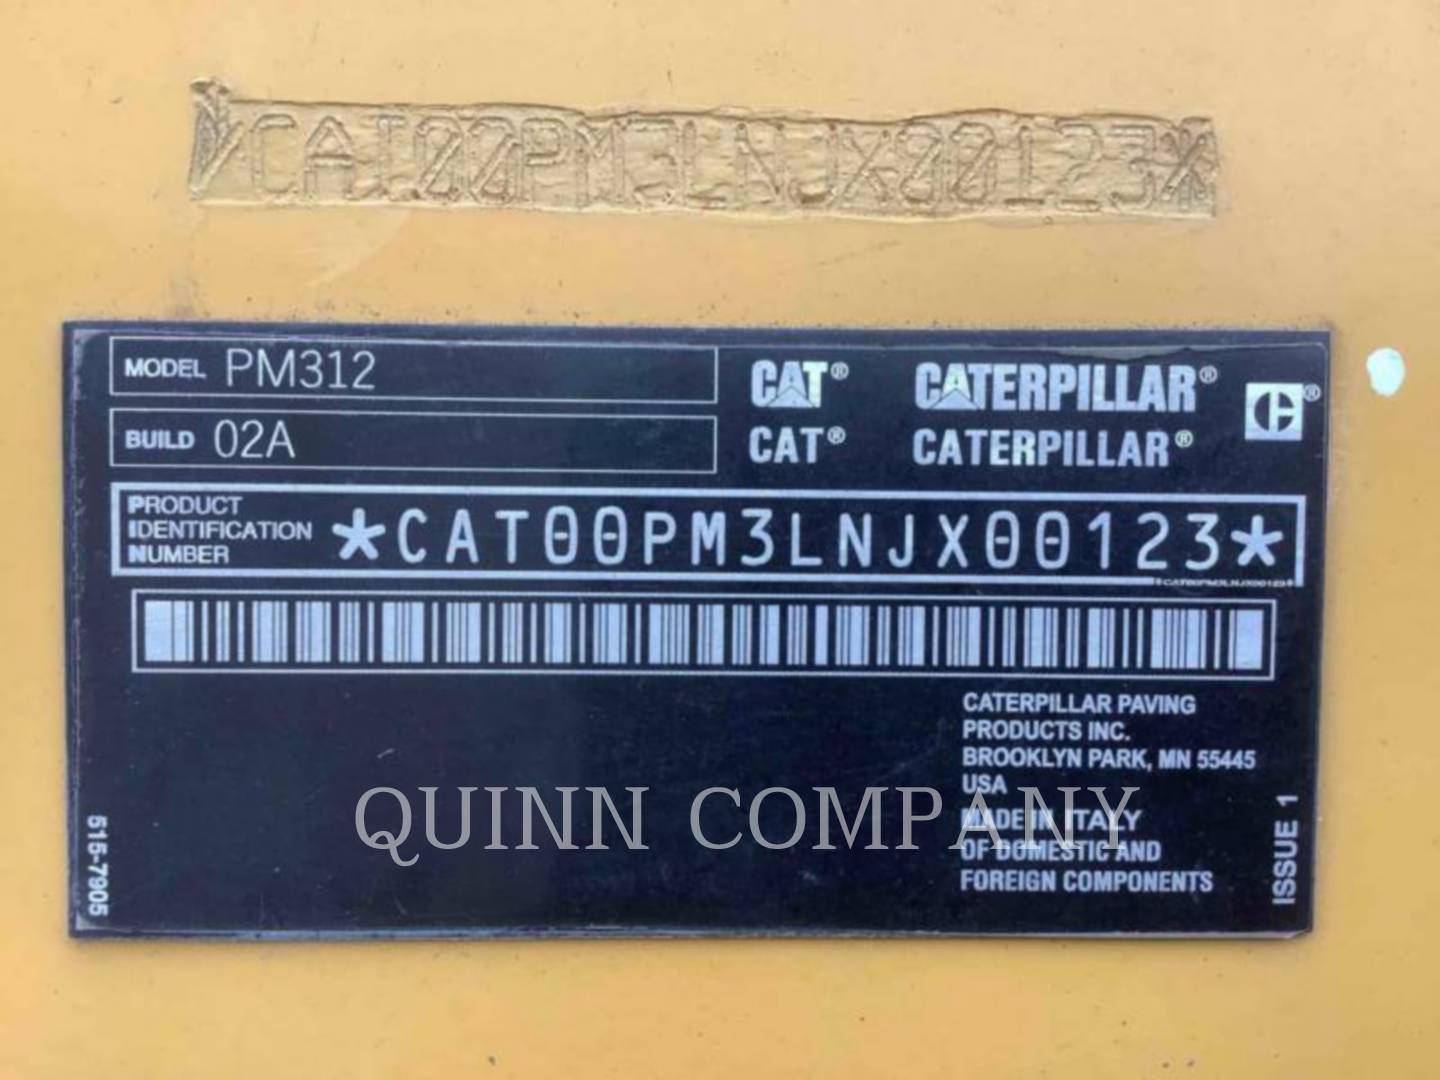 *CAT00PM3LNJX00123*
MODEL PM312
BUILD 02A
CAT® CATERPILLAR®
CAT® CATERPILLAR®
PRODUCT
IDENTIFICATION
NUMBER
*CAT00PM3LNJX00123*
CAT00PM3LNJX00123
CATERPILLAR PAVING
PRODUCTS INC.
BROOKLYN PARK, MN 55445
USA
MADE IN ITALY
OF DOMESTIC AND
FOREIGN COMPONENTS
515-7905
ISSUE 1
QUINN COMPANY